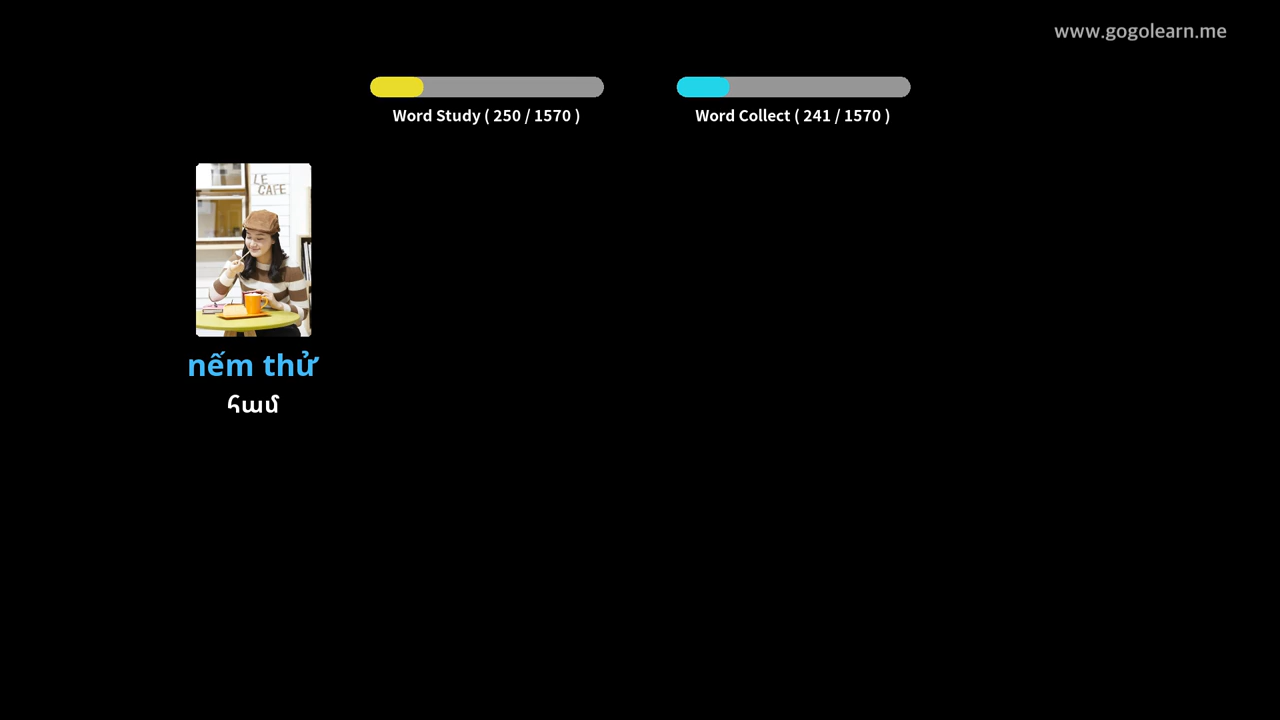 www.gogolearn.me
Word Study ( 250 / 1570 )
Word Collect ( 241 / 1570 )
LE
CAFE
nếm thử
համ